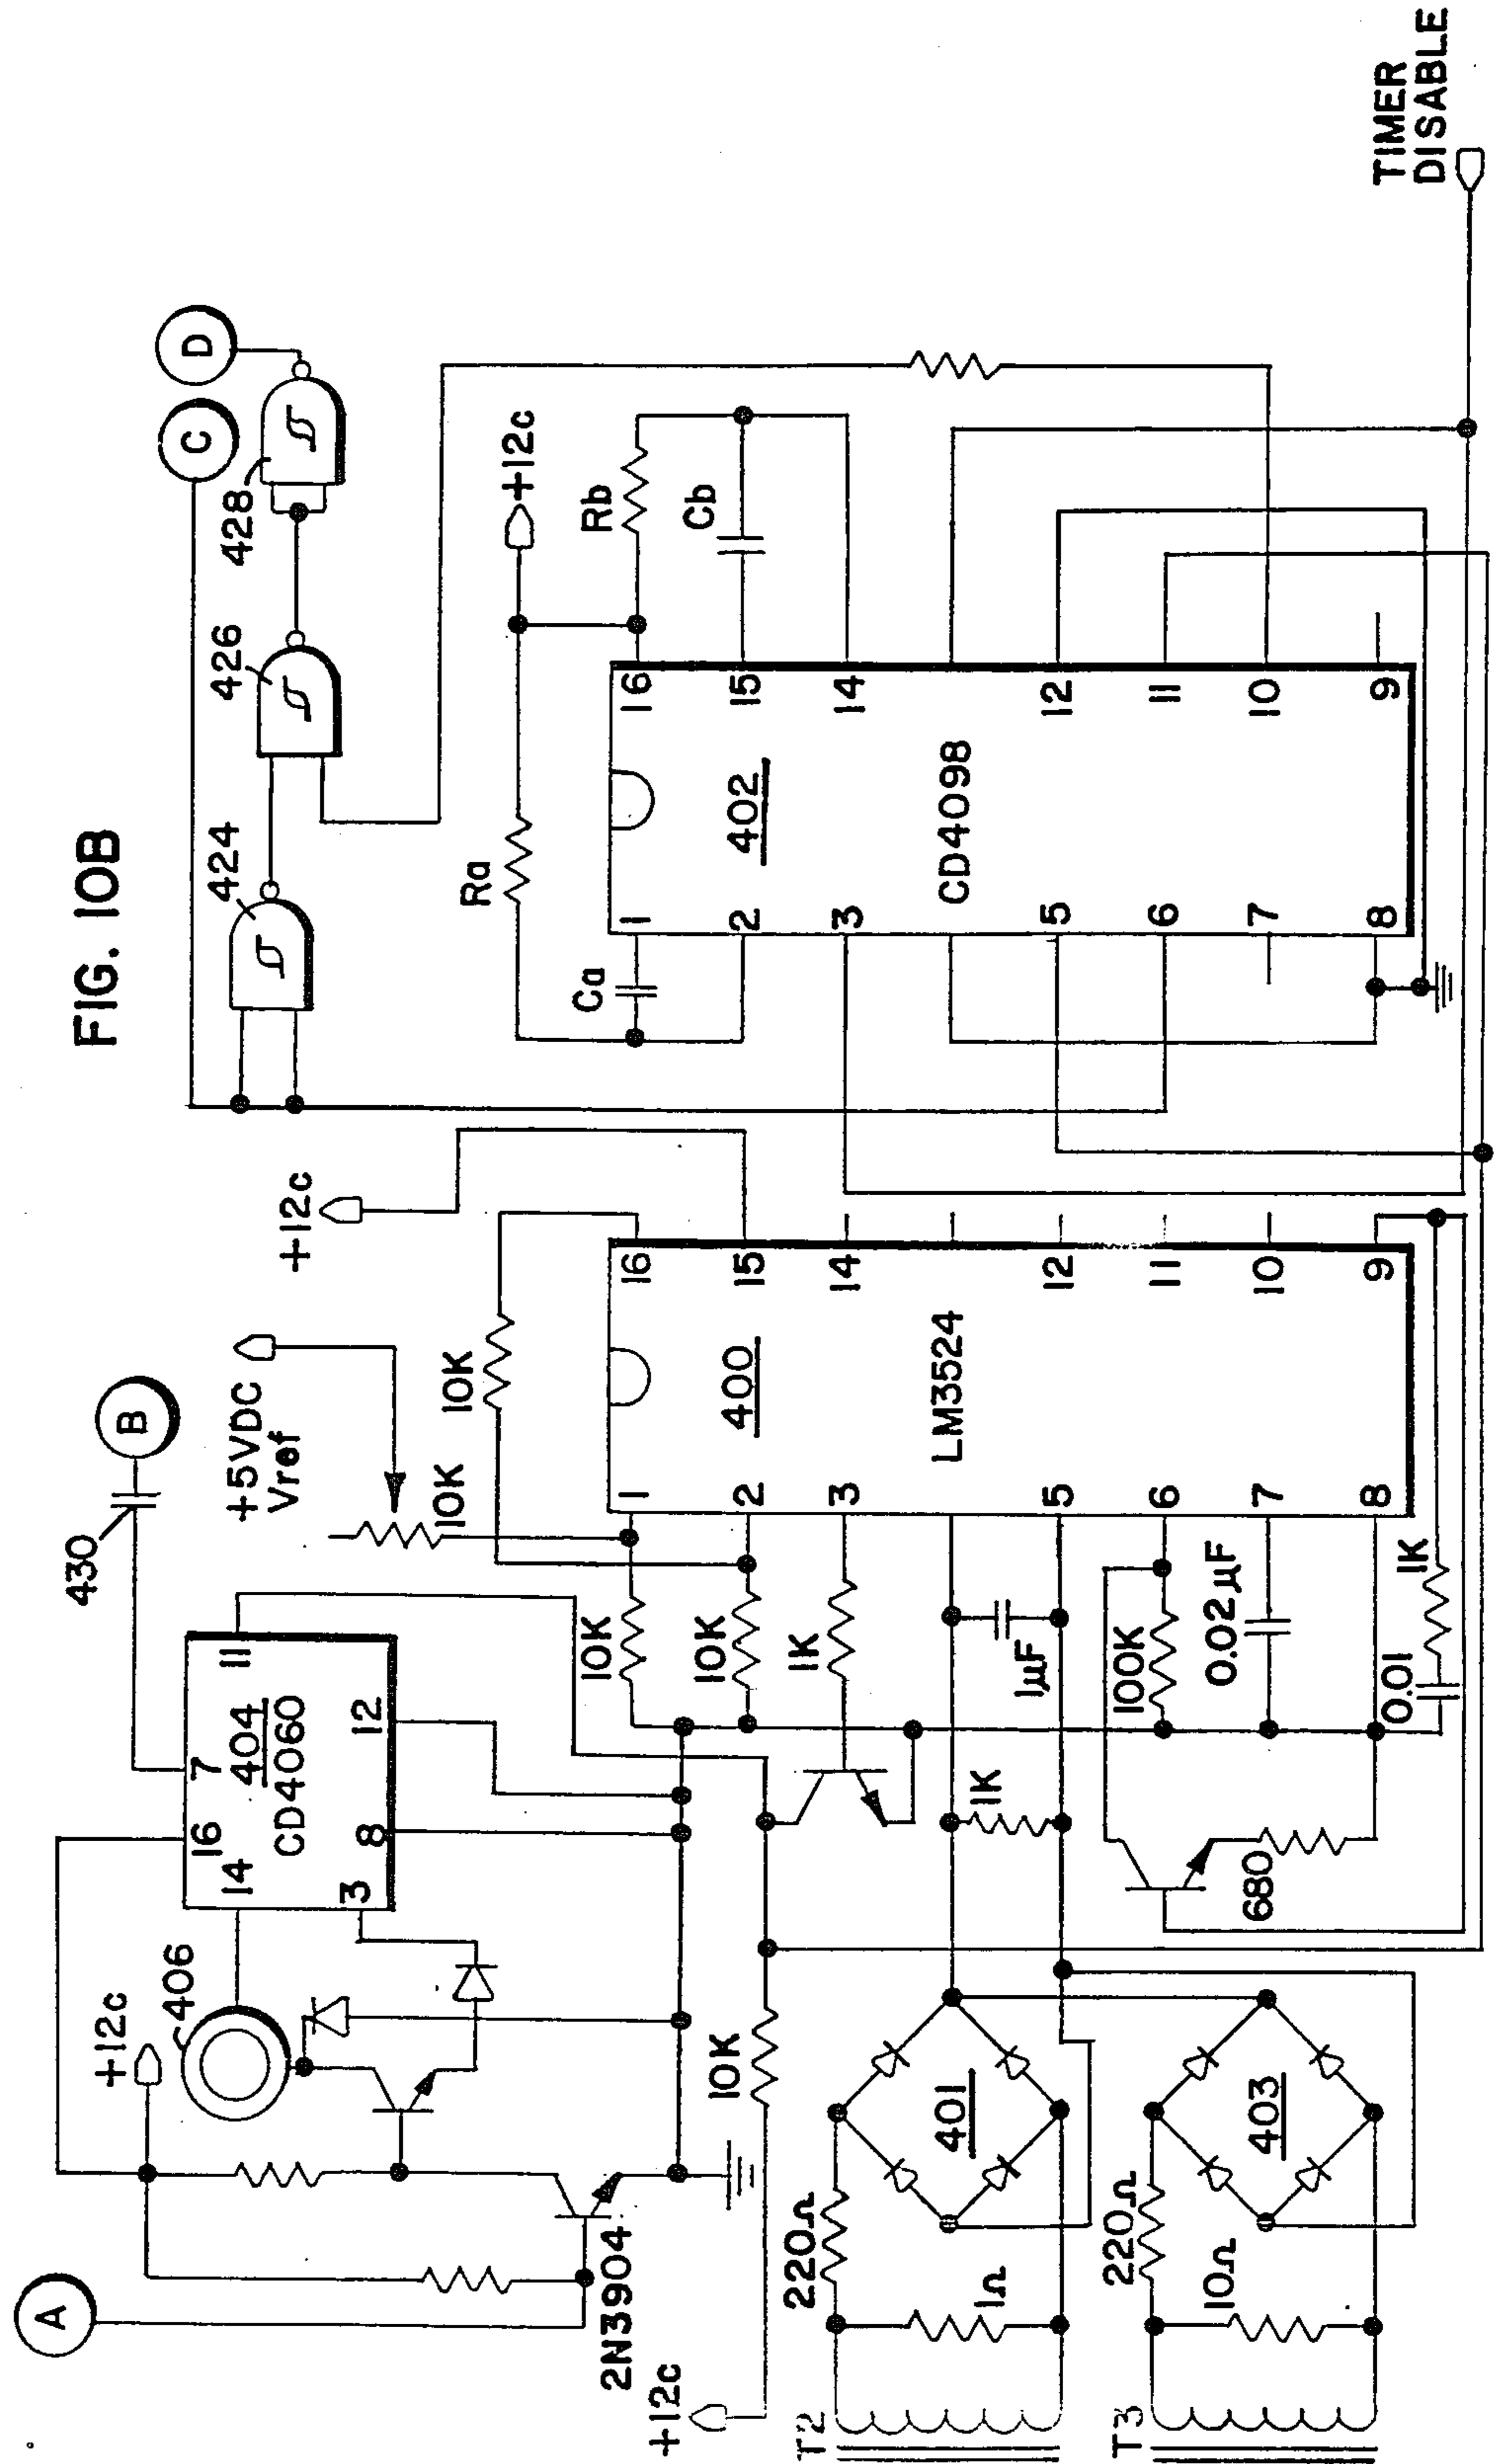 FIG. 10B
A
+12c
406
14
16
7
404
CD4060
3
8
12
11
430
B
+5VDC
Vref
10K
10K
+12c
424
426
428
C
D
2N3904
+12c
10K
10K
10K
1K
1µF
1K
100K
0.02µF
680
0.01
1K
400
LM3524
1
2
3
5
6
7
8
16
15
14
12
11
10
9
T2
220Ω
1Ω
401
T3
220Ω
10Ω
403
Ra
Ca
+12c
Rb
Cb
402
CD4098
1
2
3
5
6
7
8
16
15
14
12
11
10
9
TIMER
DISABLE